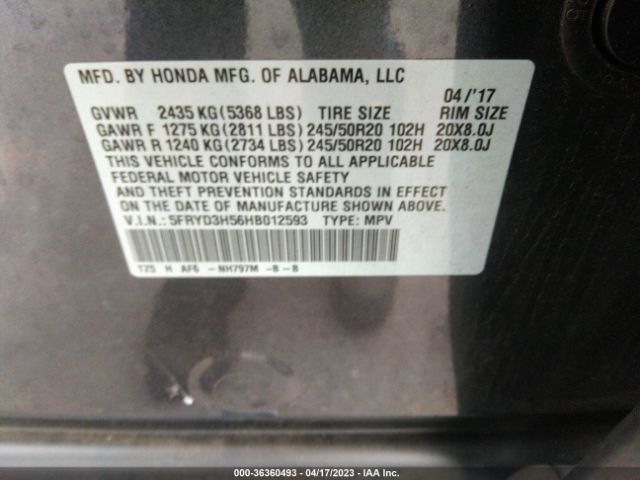 MFD. BY HONDA MFG. OF ALABAMA, LLC
04/'17
GVWR 2435 KG (5368 LBS) TIRE SIZE RIM SIZE
GAWR F 1275 KG (2811 LBS) 245/50R20 102H 20X8.0J
GAWR R 1240 KG (2734 LBS) 245/50R20 102H 20X8.0J
THIS VEHICLE CONFORMS TO ALL APPLICABLE
FEDERAL MOTOR VEHICLE SAFETY
AND THEFT PREVENTION STANDARDS IN EFFECT
ON THE DATE OF MANUFACTURE SHOWN ABOVE.
V.I.N.: 5FRYD3H56HB012593 TYPE: MPV
TZ5 H AF6 -NH797M -B -B
000-36360493 - 04/17/2023 - IAA Inc.